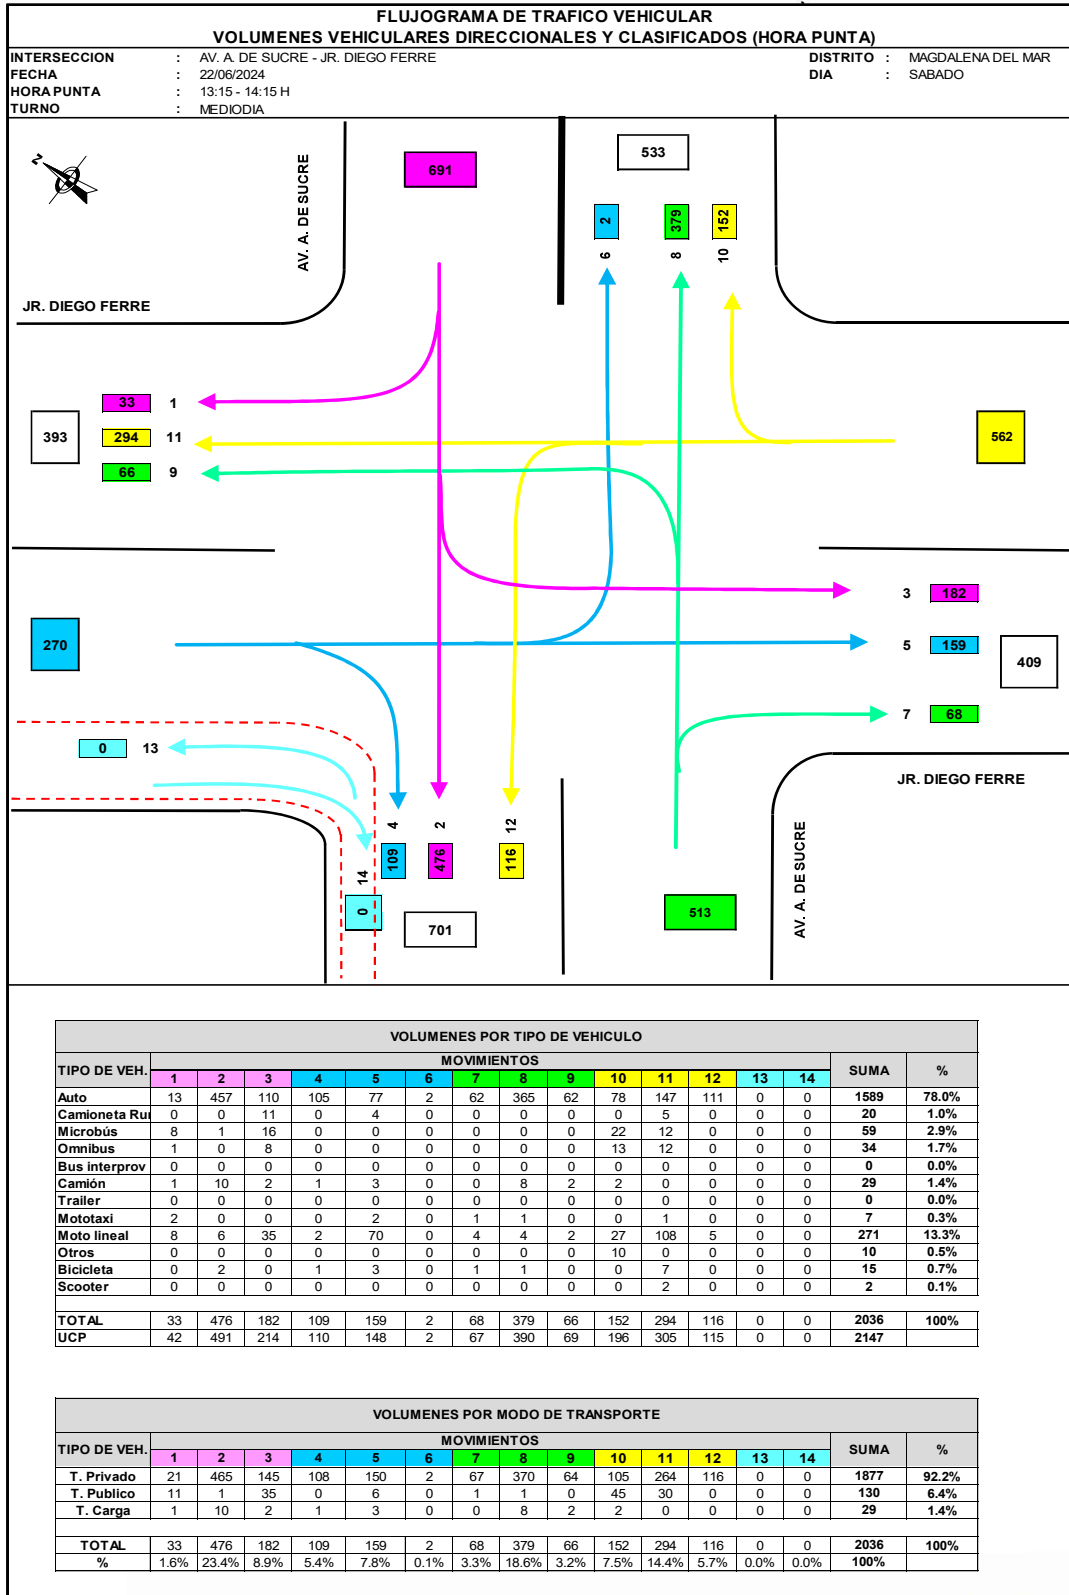 FLUJOGRAMA DE TRAFICO VEHICULAR
VOLUMENES VEHICULARES DIRECCIONALES Y CLASIFICADOS (HORA PUNTA)
INTERSECCION : AV. A. DE SUCRE - JR. DIEGO FERRE DISTRITO : MAGDALENA DEL MAR
FECHA : 22/06/2024 DIA : SABADO
HORA PUNTA : 13:15 - 14:15 H
TURNO : MEDIODIA
N
AV. A. DE SUCRE
691
533
2 379 152
6 8 10
JR. DIEGO FERRE
33 1
393 294 11 562
66 9
3 182
270 5 159
409
7 68
0 13
JR. DIEGO FERRE
4 2 12
109 476 116
14
0
701
513
AV. A. DE SUCRE
VOLUMENES POR TIPO DE VEHICULO
TIPO DE VEH. MOVIMIENTOS SUMA %
1 2 3 4 5 6 7 8 9 10 11 12 13 14
Auto 13 457 110 105 77 2 62 365 62 78 147 111 0 0 1589 78.0%
Camioneta Rur 0 0 11 0 4 0 0 0 0 0 5 0 0 0 20 1.0%
Microbús 8 1 16 0 0 0 0 0 0 22 12 0 0 0 59 2.9%
Omnibus 1 0 8 0 0 0 0 0 0 13 12 0 0 0 34 1.7%
Bus interprov 0 0 0 0 0 0 0 0 0 0 0 0 0 0 0 0.0%
Camión 1 10 2 1 3 0 0 8 2 2 0 0 0 0 29 1.4%
Trailer 0 0 0 0 0 0 0 0 0 0 0 0 0 0 0 0.0%
Mototaxi 2 0 0 0 2 0 1 1 0 0 1 0 0 0 7 0.3%
Moto lineal 8 6 35 2 70 0 4 4 2 27 108 5 0 0 271 13.3%
Otros 0 0 0 0 0 0 0 0 0 10 0 0 0 0 10 0.5%
Bicicleta 0 2 0 1 3 0 1 1 0 0 7 0 0 0 15 0.7%
Scooter 0 0 0 0 0 0 0 0 0 0 2 0 0 0 2 0.1%
TOTAL 33 476 182 109 159 2 68 379 66 152 294 116 0 0 2036 100%
UCP 42 491 214 110 148 2 67 390 69 196 305 115 0 0 2147
VOLUMENES POR MODO DE TRANSPORTE
TIPO DE VEH. MOVIMIENTOS SUMA %
1 2 3 4 5 6 7 8 9 10 11 12 13 14
T. Privado 21 465 145 108 150 2 67 370 64 105 264 116 0 0 1877 92.2%
T. Publico 11 1 35 0 6 0 1 1 0 45 30 0 0 0 130 6.4%
T. Carga 1 10 2 1 3 0 0 8 2 2 0 0 0 0 29 1.4%
TOTAL 33 476 182 109 159 2 68 379 66 152 294 116 0 0 2036 100%
% 1.6% 23.4% 8.9% 5.4% 7.8% 0.1% 3.3% 18.6% 3.2% 7.5% 14.4% 5.7% 0.0% 0.0% 100%